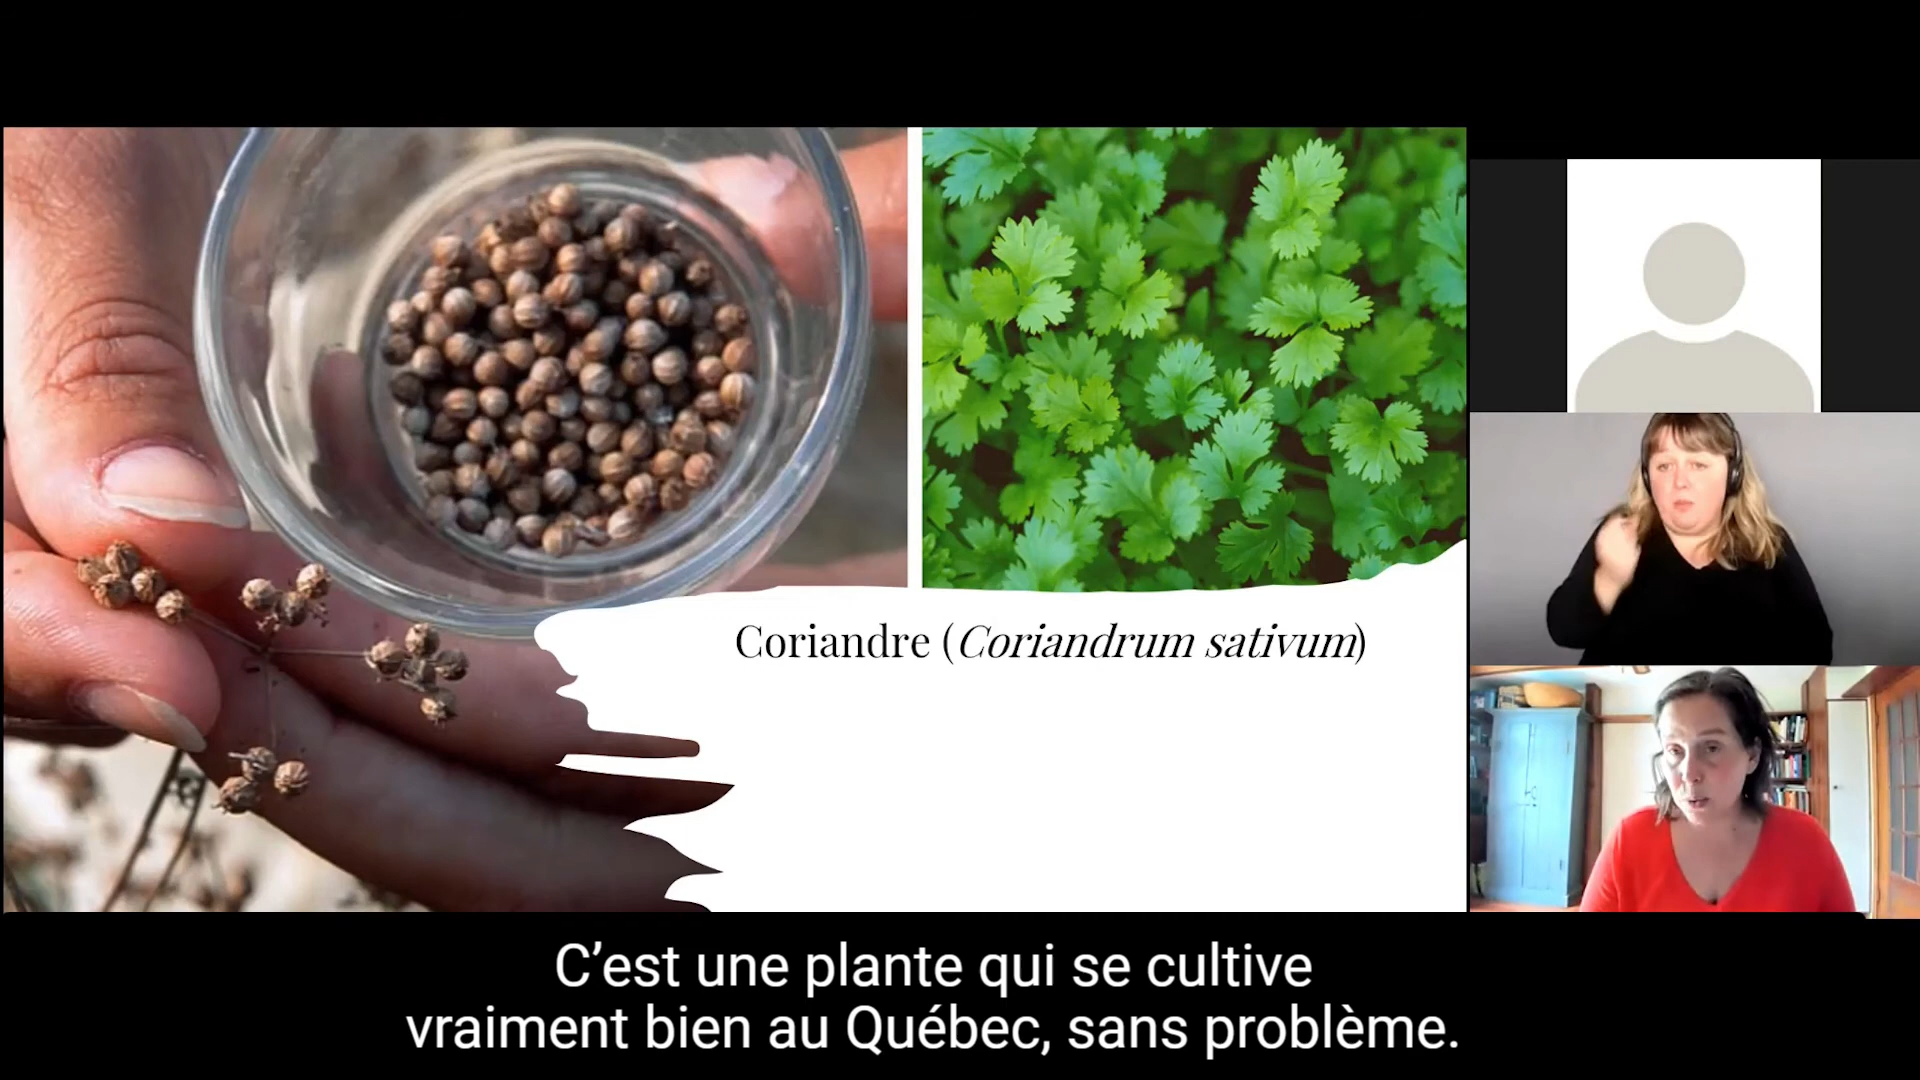 Coriandre (Coriandrum sativum)
C’est une plante qui se cultive
vraiment bien au Québec, sans problème.